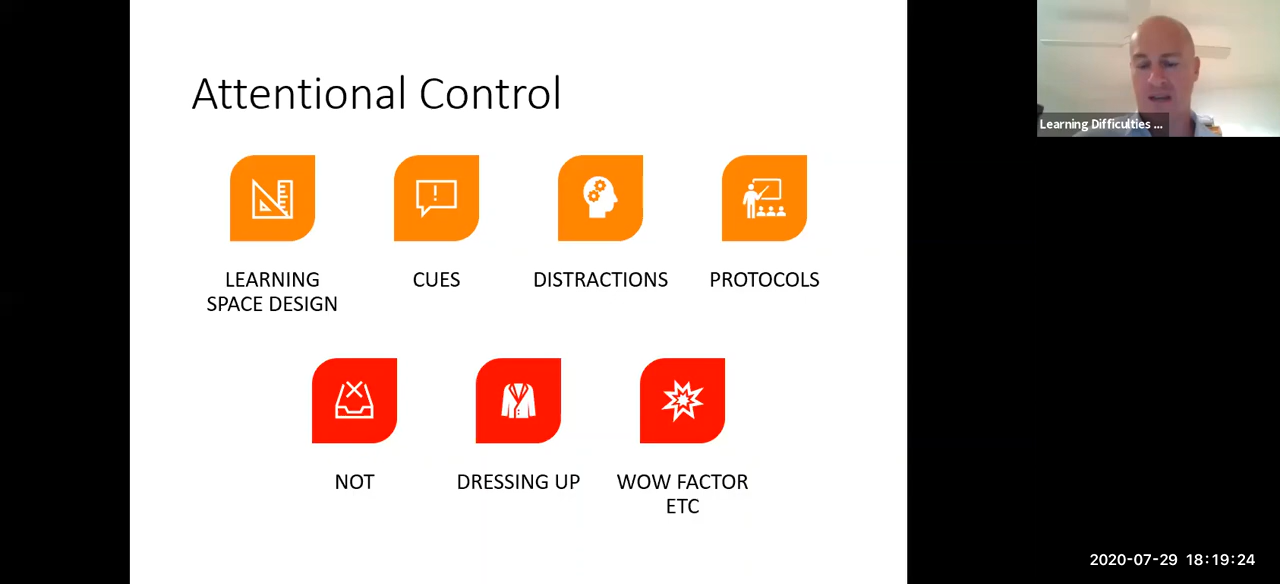 Attentional Control
Learning Difficulties ...
LEARNING
SPACE DESIGN
CUES
DISTRACTIONS
PROTOCOLS
NOT
DRESSING UP
WOW FACTOR
ETC
2020-07-29 18:19:24